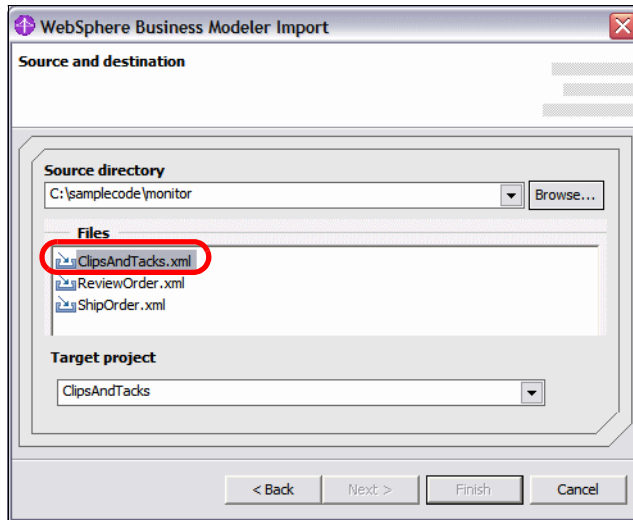 WebSphere Business Modeler Import
Source and destination
Source directory
C:\samplecode\monitor
Browse...
Files
ClipsAndTacks.xml
ReviewOrder.xml
ShipOrder.xml
Target project
ClipsAndTacks
< Back Next > Finish Cancel